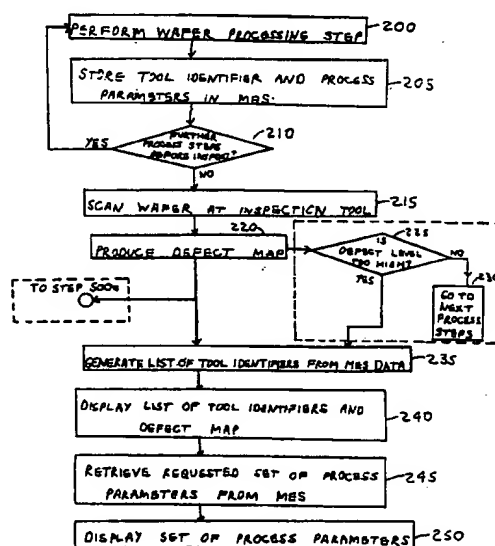 PERFORM WAFER PROCESSING STEP
200
STORE TOOL IDENTIFIER AND PROCESS
PARAMETERS IN MES.
205
FURTHER
PROCESS STEPS
BEFORE INSPECT?
210
YES
NO
SCAN WAFER AT INSPECTION TOOL
215
PRODUCE DEFECT MAP
220
IS
DEFECT LEVEL
TOO HIGH?
225
NO
YES
230
GO TO
NEXT
PROCESS
STEPS
TO STEP 500a
GENERATE LIST OF TOOL IDENTIFIERS FROM MES DATA
235
DISPLAY LIST OF TOOL IDENTIFIERS AND
DEFECT MAP
240
RETRIEVE REQUESTED SET OF PROCESS
PARAMETERS FROM MES
245
DISPLAY SET OF PROCESS PARAMETERS
250